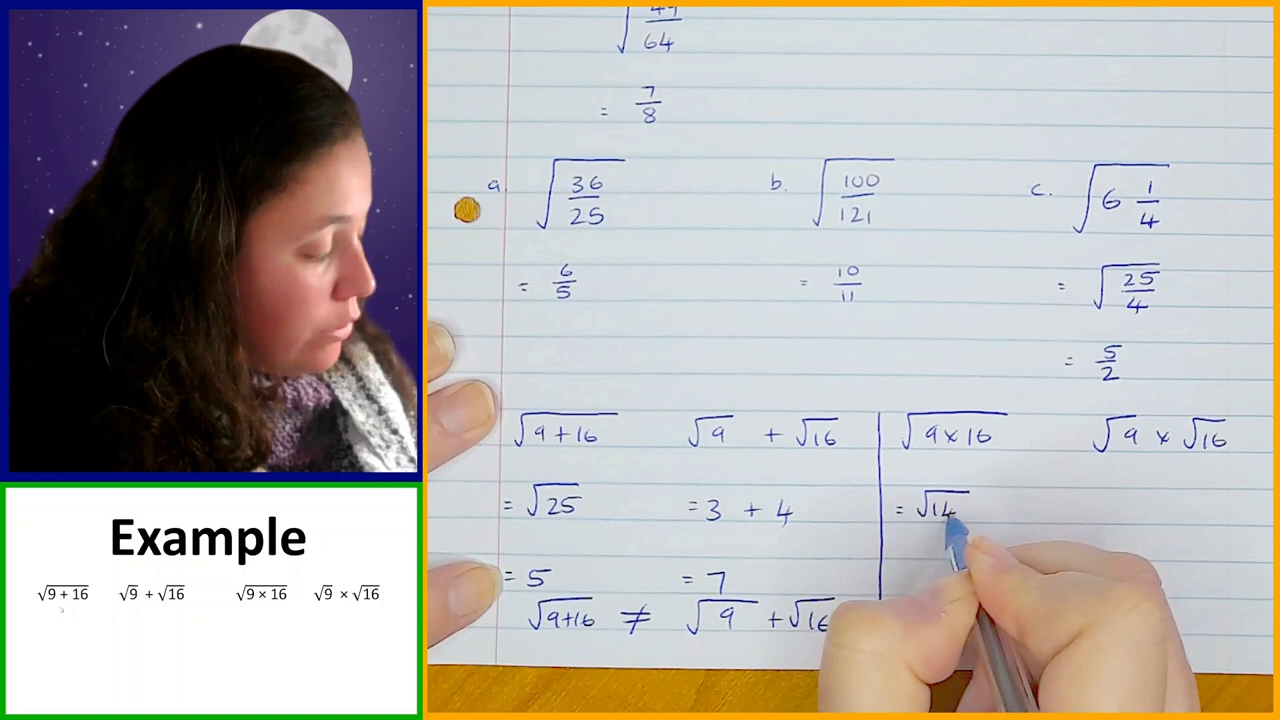 √49/64
= 7/8
a. √36/25 b. √100/121 c. √6 1/4
= 6/5 = 10/11 = √25/4
= 5/2
√9+16 √9 + √16 √9×16 √9 × √16
= √25 = 3 + 4 = √14
= 5 = 7
√9+16 ≠ √9 + √16
Example
√9 + 16 √9 + √16 √9 × 16 √9 × √16